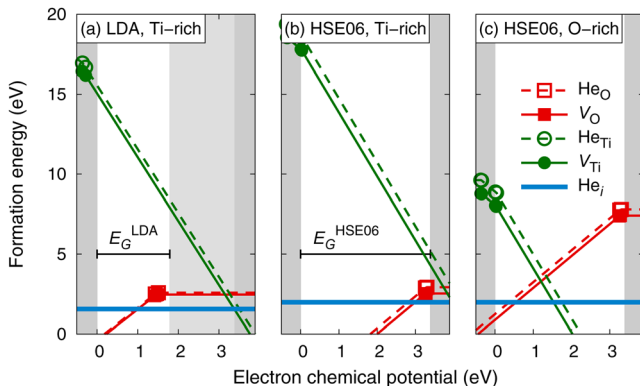 (a) LDA, Ti−rich
(b) HSE06, Ti−rich
(c) HSE06, O−rich
Formation energy (eV)
20
15
10
5
0
E_G^LDA
E_G^HSE06
He_O
V_O
He_Ti
V_Ti
He_i
0 1 2 3
0 1 2 3
0 1 2 3
Electron chemical potential (eV)